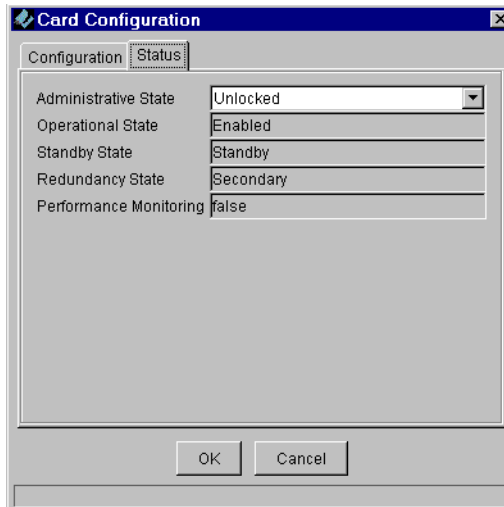 Card Configuration
Configuration Status
Administrative State Unlocked
Operational State Enabled
Standby State Standby
Redundancy State Secondary
Performance Monitoring false
OK Cancel